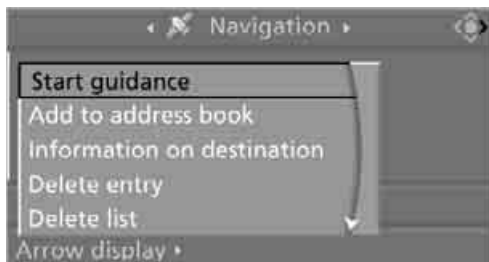 Navigation
Start guidance
Add to address book
Information on destination
Delete entry
Delete list
Arrow display